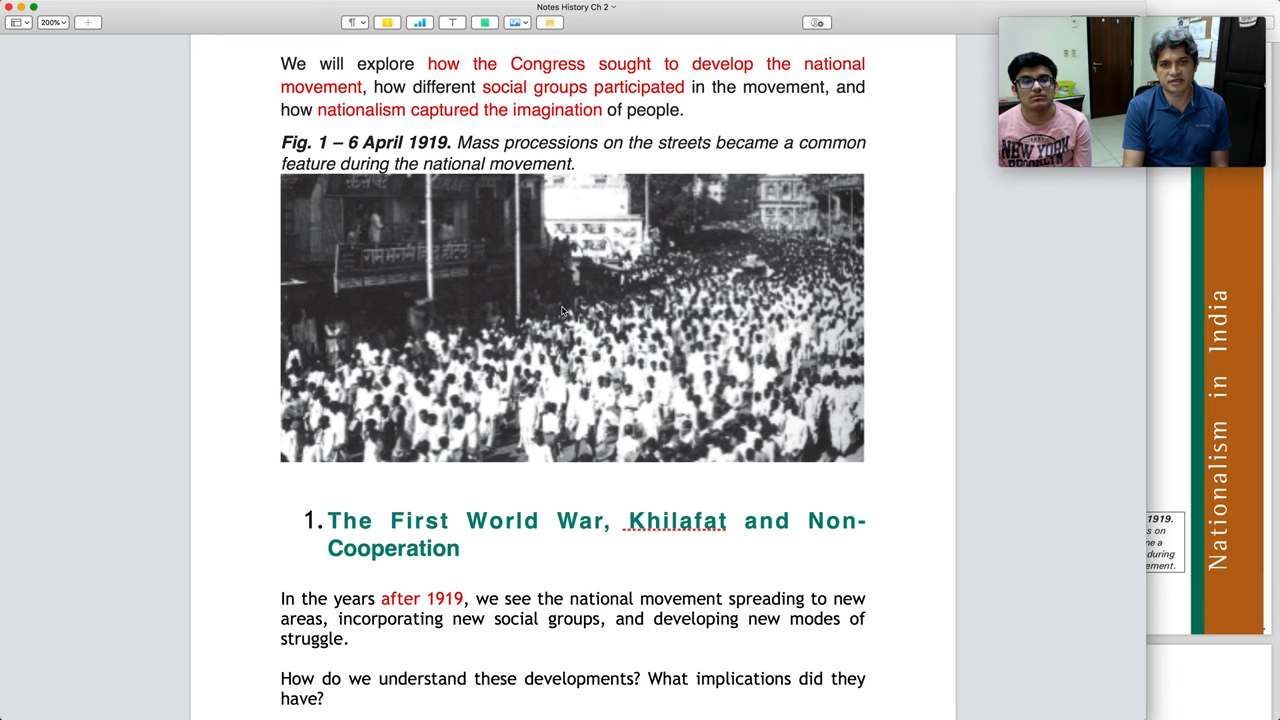 Notes History Ch 2
200%
We will explore how the Congress sought to develop the national
movement, how different social groups participated in the movement, and
how nationalism captured the imagination of people.
Fig. 1 – 6 April 1919. Mass processions on the streets became a common
feature during the national movement.
1. The First World War, Khilafat and Non-
Cooperation
In the years after 1919, we see the national movement spreading to new
areas, incorporating new social groups, and developing new modes of
struggle.
How do we understand these developments? What implications did they
have?
NEW YORK
BROOKLYN
Nationalism in India
1919.
s on
ne a
during
ement.